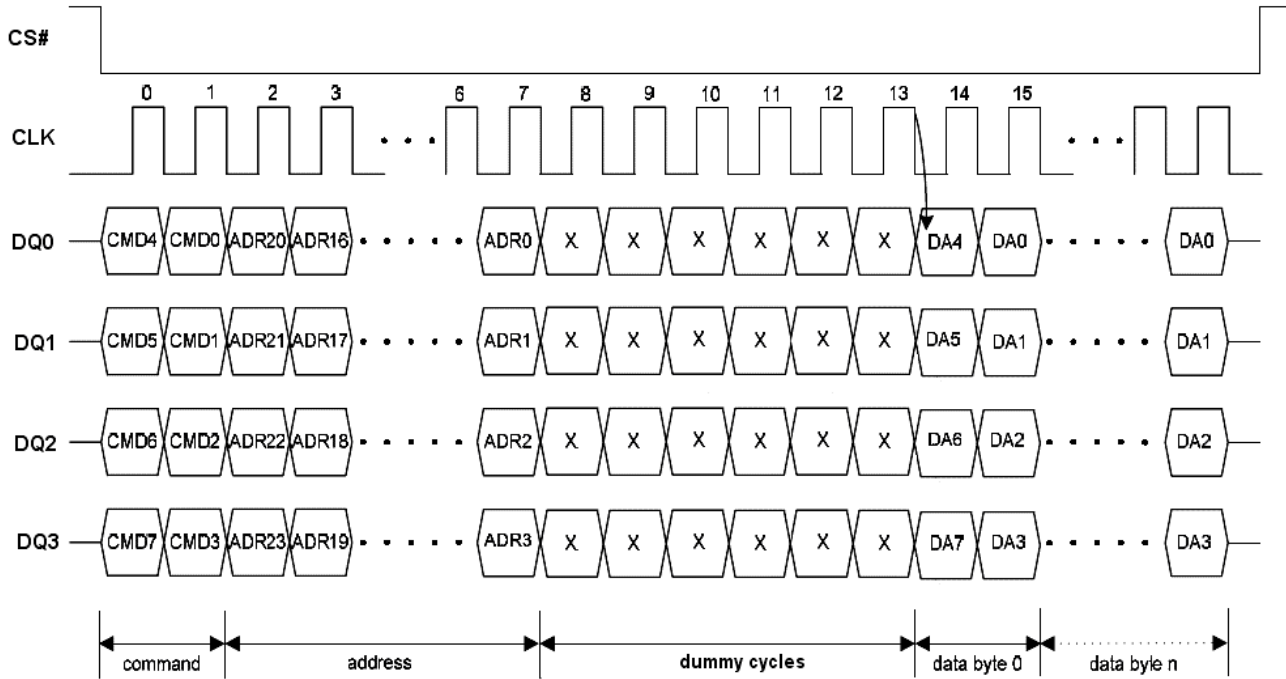 CS#
0 1 2 3 6 7 8 9 10 11 12 13 14 15
CLK
DQ0 CMD4 CMD0 ADR20 ADR16 ADR0 X X X X X X DA4 DA0 DA0
DQ1 CMD5 CMD1 ADR21 ADR17 ADR1 X X X X X X DA5 DA1 DA1
DQ2 CMD6 CMD2 ADR22 ADR18 ADR2 X X X X X X DA6 DA2 DA2
DQ3 CMD7 CMD3 ADR23 ADR19 ADR3 X X X X X X DA7 DA3 DA3
command address dummy cycles data byte 0 data byte n